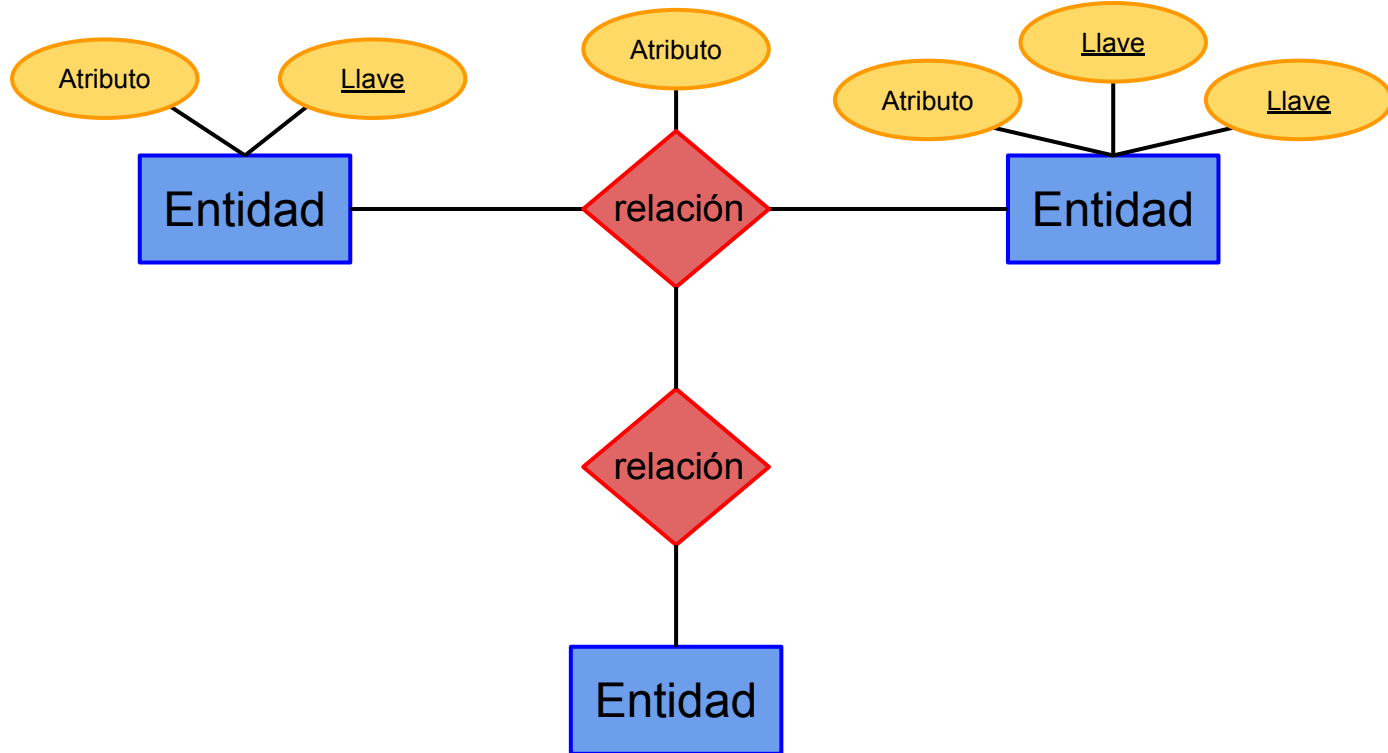 Atributo
Llave
Atributo
Atributo
Llave
Llave
Entidad
relación
Entidad
relación
Entidad